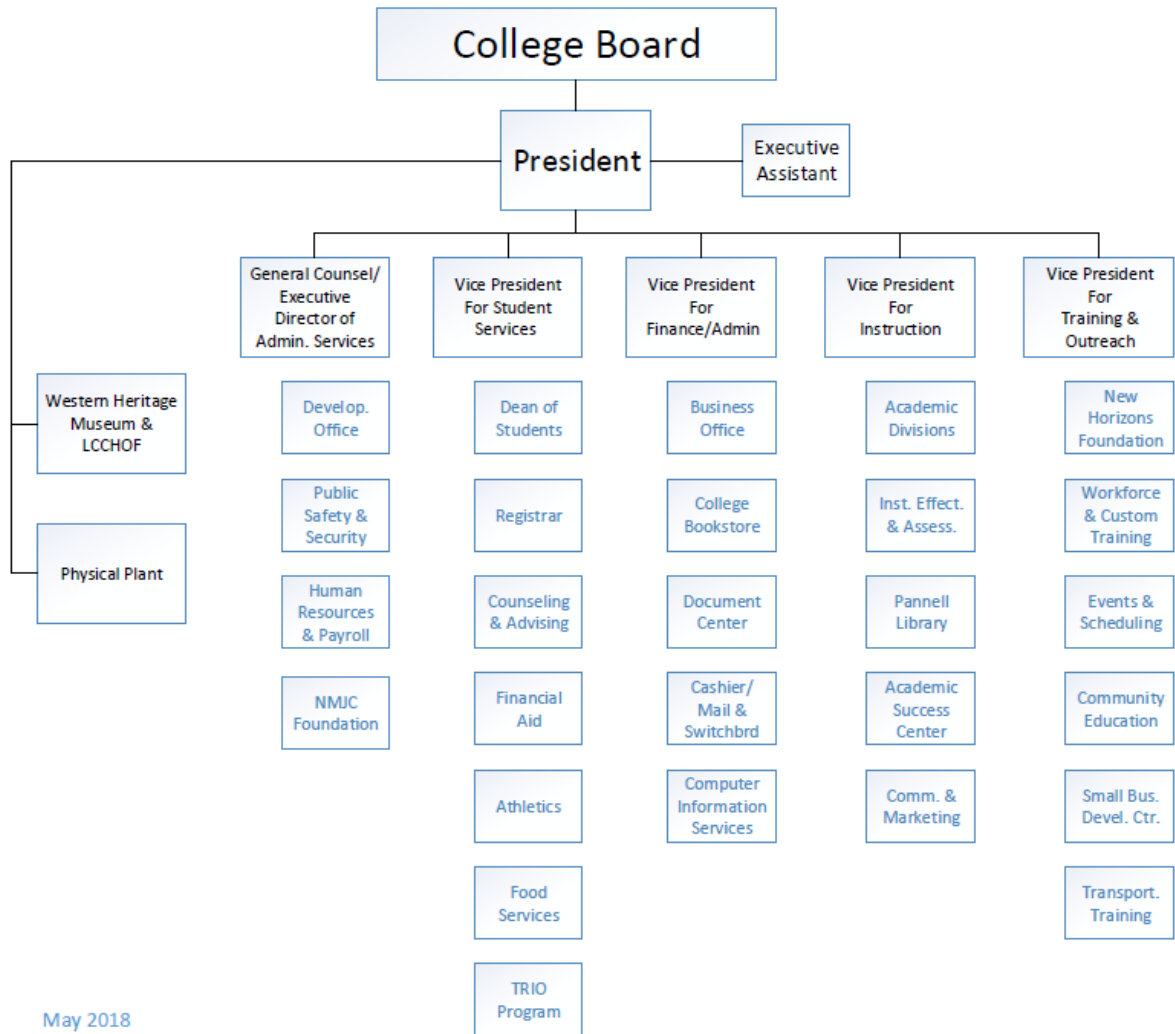 College Board
President
Executive
Assistant
General Counsel/
Executive
Director of
Admin. Services
Vice President
For Student
Services
Vice President
For
Finance/Admin
Vice President
For
Instruction
Vice President
For
Training &
Outreach
Western Heritage
Museum &
LCCHOF
Physical Plant
Develop.
Office
Public
Safety &
Security
Human
Resources
& Payroll
NMJC
Foundation
Dean of
Students
Registrar
Counseling
& Advising
Financial
Aid
Athletics
Food
Services
TRIO
Program
Business
Office
College
Bookstore
Document
Center
Cashier/
Mail &
Switchbrd
Computer
Information
Services
Academic
Divisions
Inst. Effect.
& Assess.
Pannell
Library
Academic
Success
Center
Comm. &
Marketing
New
Horizons
Foundation
Workforce
& Custom
Training
Events &
Scheduling
Community
Education
Small Bus.
Devel. Ctr.
Transport.
Training
May 2018